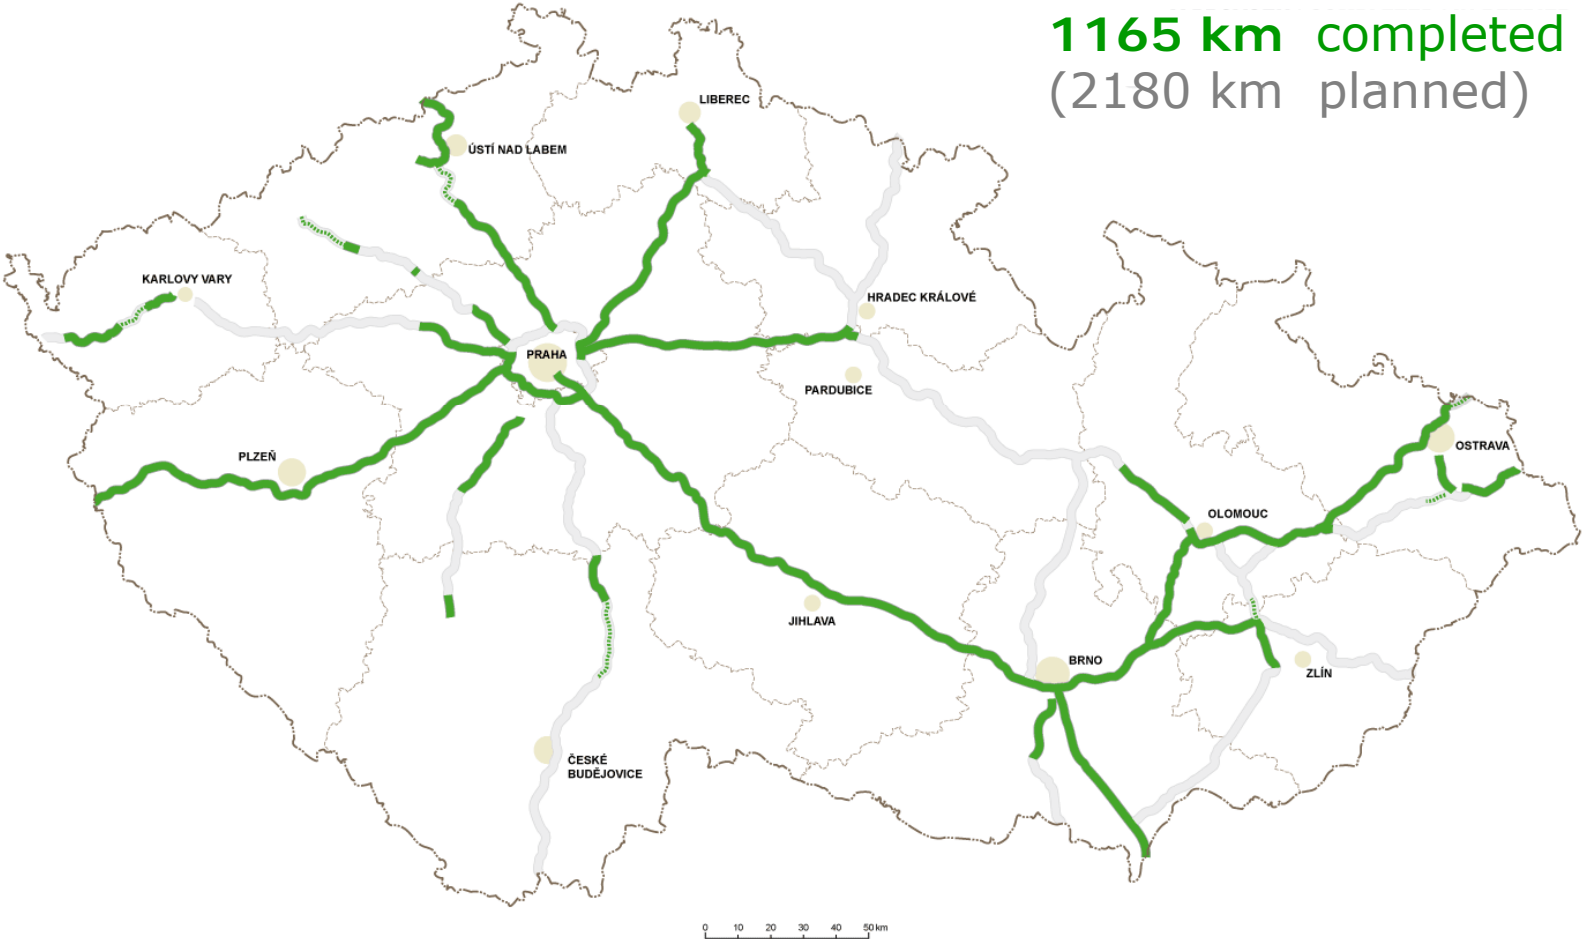 1165 km completed
(2180 km planned)
LIBEREC
ÚSTÍ NAD LABEM
KARLOVY VARY
HRADEC KRÁLOVÉ
PRAHA
PARDUBICE
PLZEŇ
OSTRAVA
OLOMOUC
JIHLAVA
BRNO
ZLÍN
ČESKÉ
BUDĚJOVICE
0 10 20 30 40 50 km